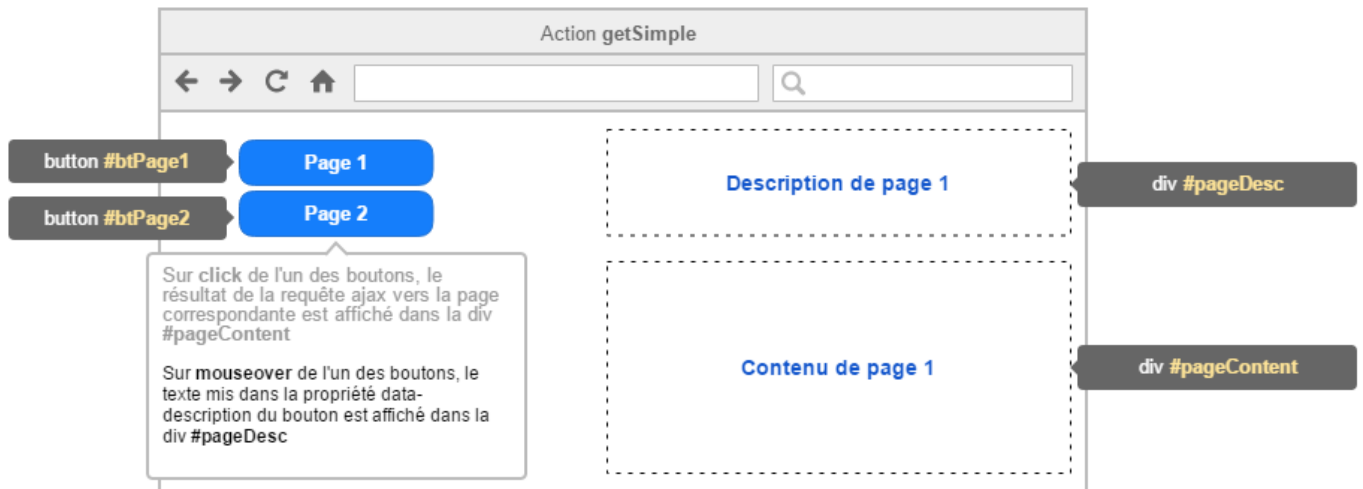 Action getSimple
button #btPage1
Page 1
button #btPage2
Page 2
Description de page 1
div #pageDesc
Sur click de l'un des boutons, le
résultat de la requête ajax vers la page
correspondante est affiché dans la div
#pageContent
Sur mouseover de l'un des boutons, le
texte mis dans la propriété data-
description du bouton est affiché dans la
div #pageDesc
Contenu de page 1
div #pageContent